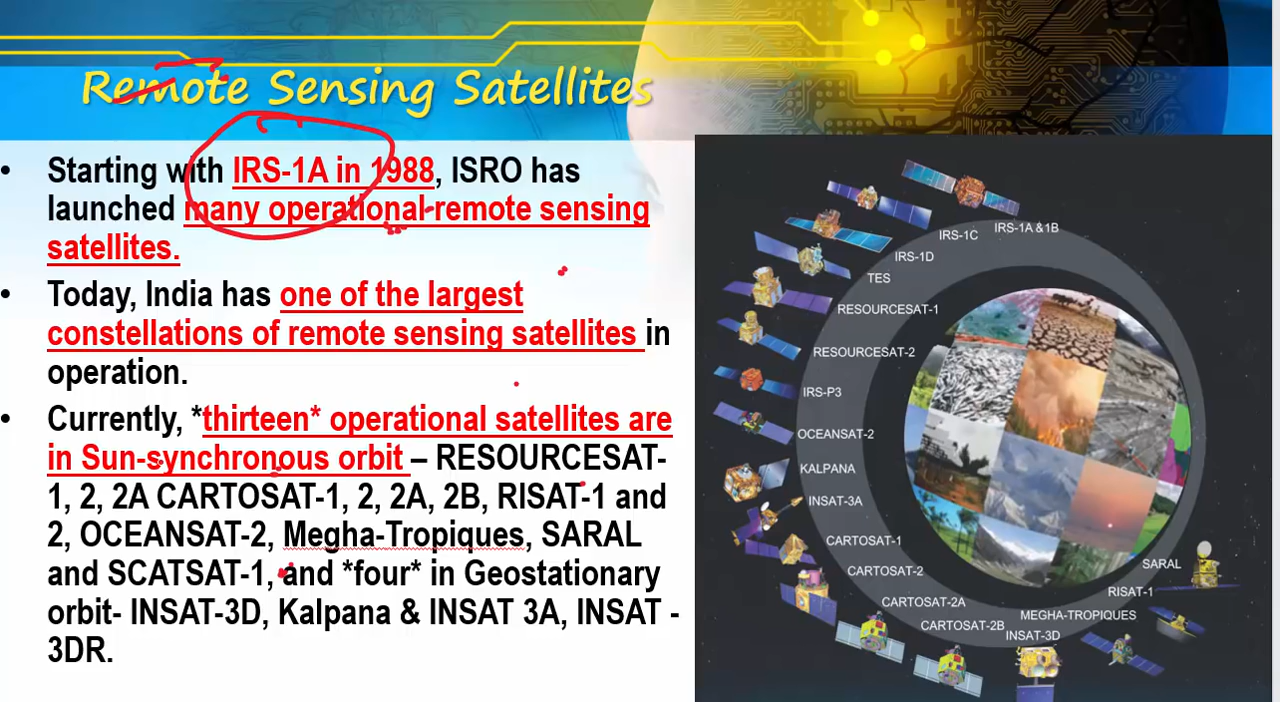 Remote Sensing Satellites
• Starting with IRS-1A in 1988, ISRO has
launched many operational remote sensing
satellites.
• Today, India has one of the largest
constellations of remote sensing satellites in
operation.
• Currently, *thirteen* operational satellites are
in Sun-synchronous orbit – RESOURCESAT-
1, 2, 2A CARTOSAT-1, 2, 2A, 2B, RISAT-1 and
2, OCEANSAT-2, Megha-Tropiques, SARAL
and SCATSAT-1, and *four* in Geostationary
orbit- INSAT-3D, Kalpana & INSAT 3A, INSAT -
3DR.
IRS-1A &1B
IRS-1C
IRS-1D
TES
RESOURCESAT-1
RESOURCESAT-2
IRS-P3
OCEANSAT-2
KALPANA
INSAT-3A
CARTOSAT-1
CARTOSAT-2
CARTOSAT-2A
CARTOSAT-2B
INSAT-3D
MEGHA-TROPIQUES
RISAT-1
SARAL